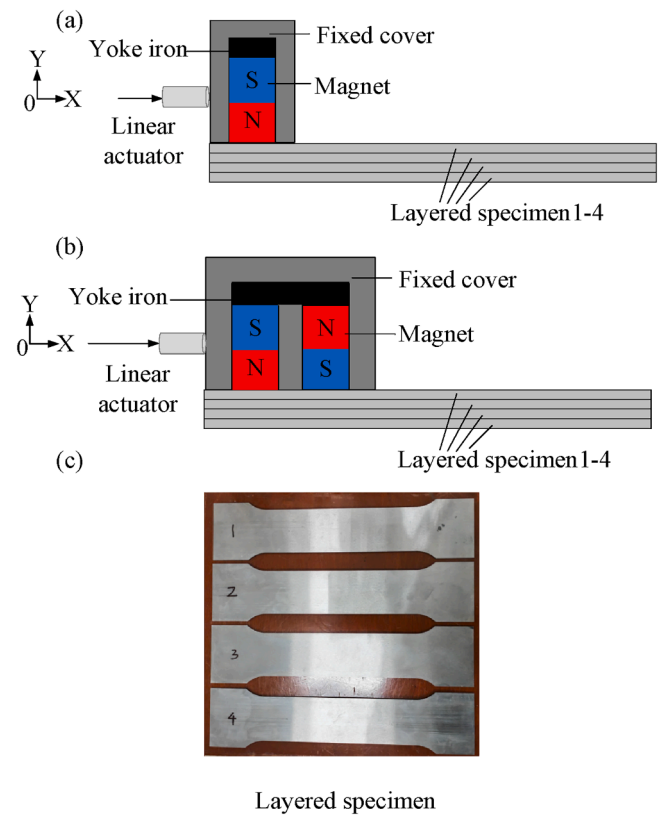 (a)
Fixed cover
Yoke iron
Y
S
Magnet
0
X
N
Linear
actuator
Layered specimen1-4
(b)
Fixed cover
Yoke iron
Y
S
N
Magnet
0
X
N
S
Linear
actuator
Layered specimen1-4
(c)
1
2
3
4
Layered specimen